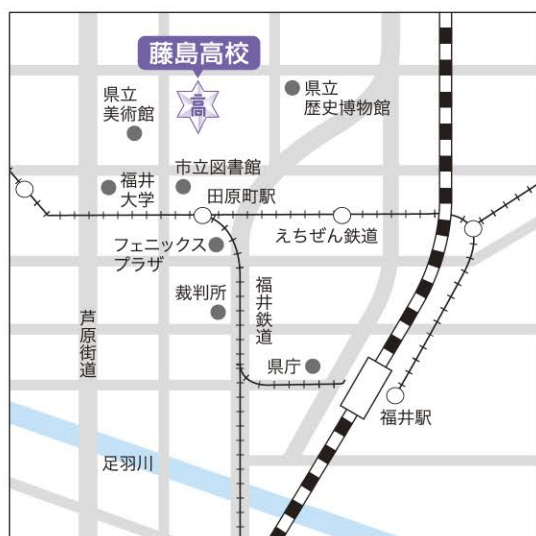 藤島高校
高
県立
美術館
県立
歴史博物館
市立図書館
福井
大学
田原町駅
えちぜん鉄道
フェニックス
プラザ
裁判所
福井鉄道
芦原街道
県庁
福井駅
足羽川